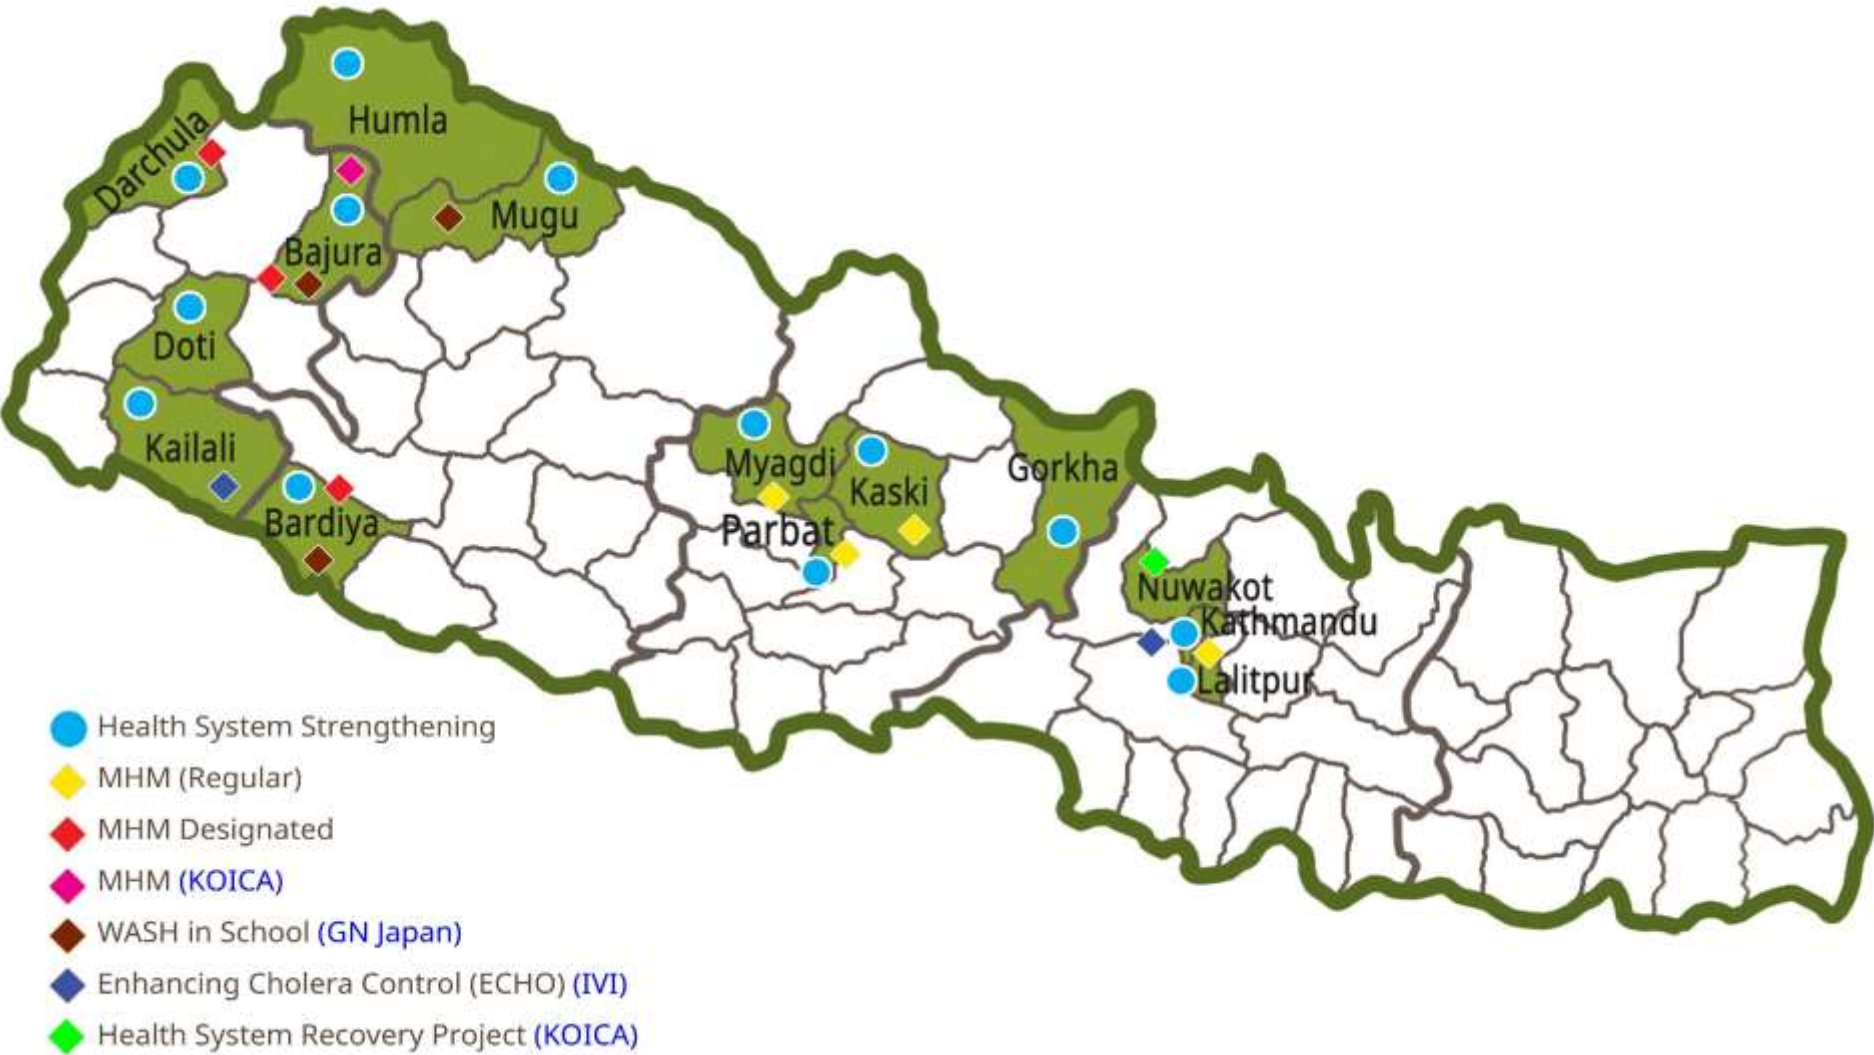 Humla
Darchula
Mugu
Bajura
Doti
Kailali
Bardiya
Myagdi
Kaski
Gorkha
Parbat
Nuwakot
Kathmandu
Lalitpur
Health System Strengthening
MHM (Regular)
MHM Designated
MHM (KOICA)
WASH in School (GN Japan)
Enhancing Cholera Control (ECHO) (IVI)
Health System Recovery Project (KOICA)